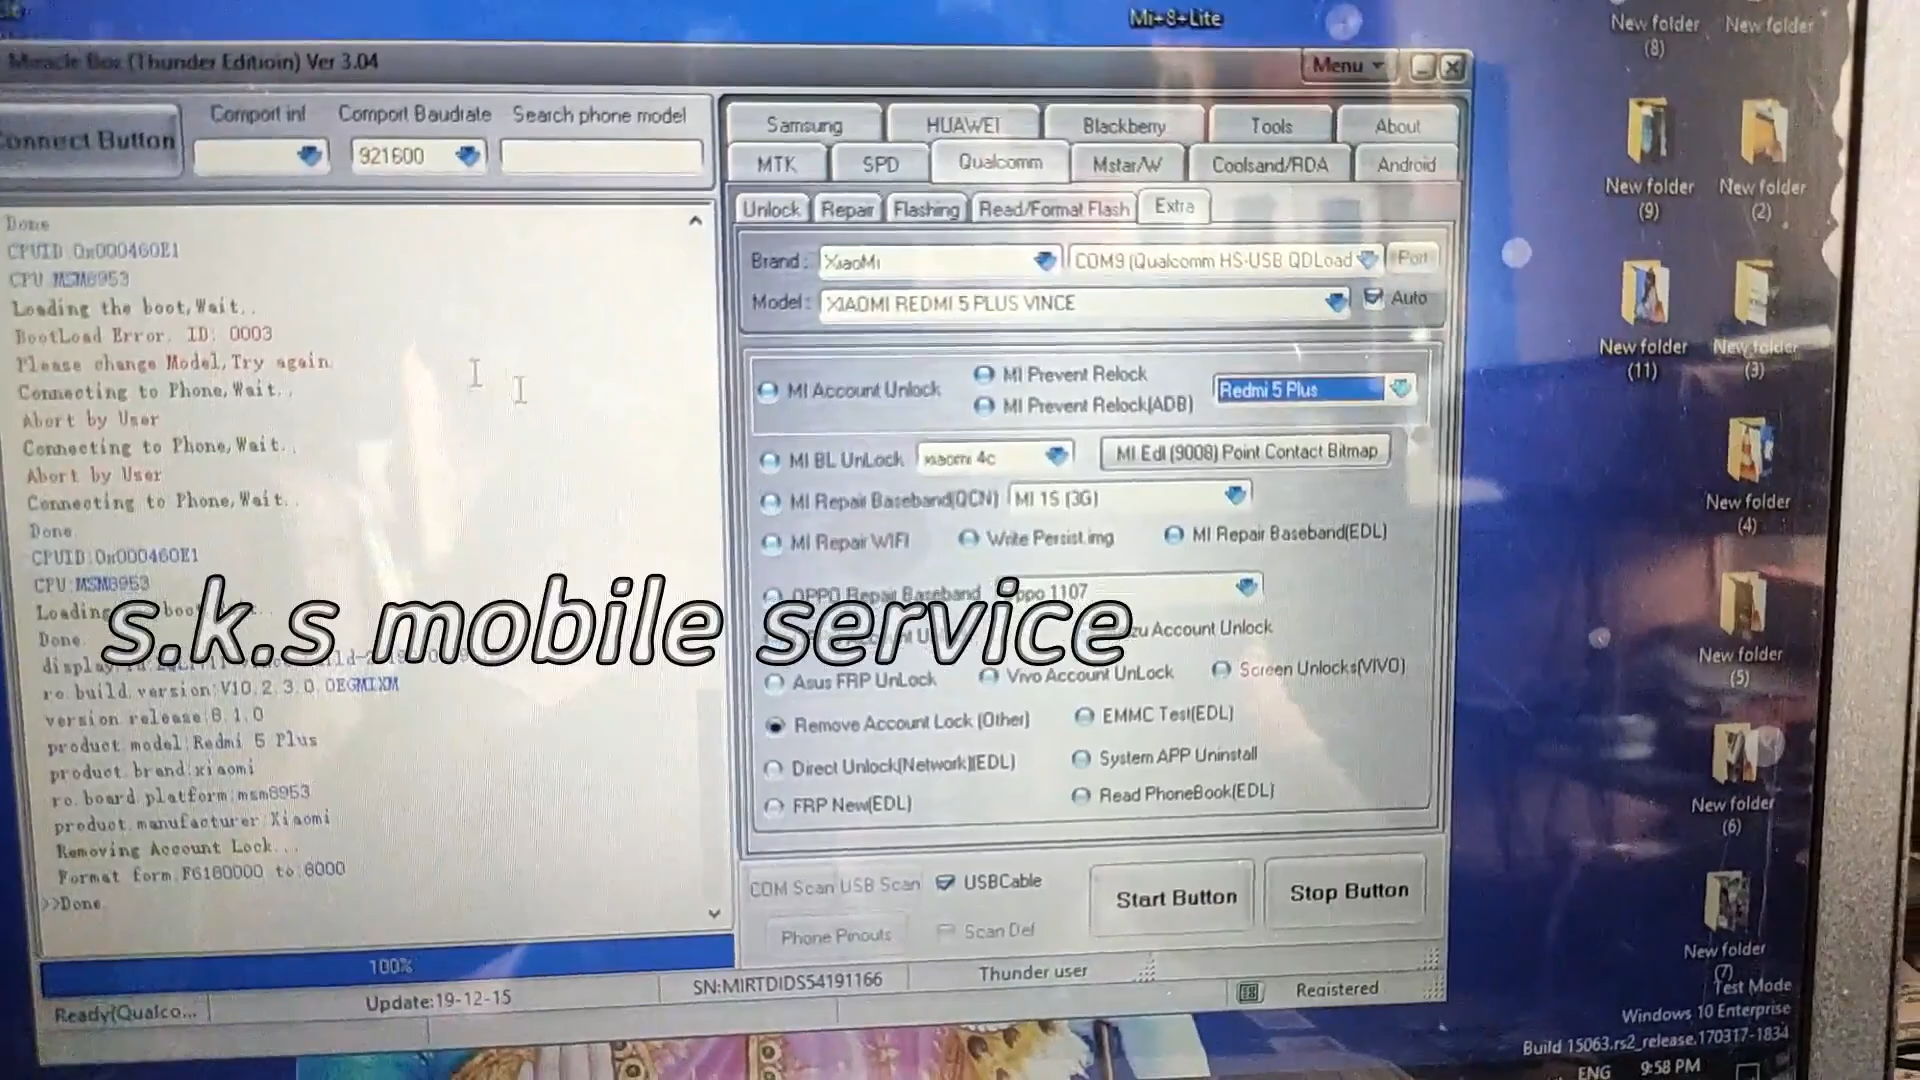 Mi+8+Lite
Miracle Box (Thunder Editioin) Ver 3.04
Menu
Connect Button
Comport inf
Comport Baudrate
Search phone model
921600
Samsung
HUAWEI
Blackberry
Tools
About
MTK
SPD
Qualcomm
Mstar/W
Coolsand/RDA
Android
Unlock
Repair
Flashing
Read/Format Flash
Extra
Brand:
XiaoMi
COM9 (Qualcomm HS-USB QDLoad
Port
Model:
XIAOMI REDMI 5 PLUS VINCE
Auto
Done
CPUID:0x000460E1
CPU:MSM8953
Loading the boot,Wait..
BootLoad Error. ID: 0003
Please change Model,Try again.
Connecting to Phone,Wait..
Abort by User
Connecting to Phone,Wait..
Abort by User
Connecting to Phone,Wait..
Done
CPUID:0x000460E1
CPU:MSM8953
Loading
Done.
ro.build.version:V10.2.3.0.OEGMIXM
version.release:8.1.0
product.model:Redmi 5 Plus
product.brand:xiaomi
ro.board.platform:msm8953
product.manufacturer:Xiaomi
Removing Account Lock...
Format form:F6180000 to:8000
>>Done.
MI Account Unlock
MI Prevent Relock
MI Prevent Relock(ADB)
Redmi 5 Plus
MI BL UnLock
xiaomi 4c
MI Edl (9008) Point Contact Bitmap
MI Repair Baseband(QCN)
MI 1S (3G)
MI Repair WIFI
Write Persist.img
MI Repair Baseband(EDL)
OPPO Repair Baseband
Oppo 1107
s.k.s mobile service
zu Account Unlock
Asus FRP UnLock
Vivo Account UnLock
Screen Unlocks(VIVO)
Remove Account Lock (Other)
EMMC Test(EDL)
Direct Unlock(Network)(EDL)
System APP Uninstall
FRP New(EDL)
Read PhoneBook(EDL)
COM Scan
USB Scan
USBCable
Start Button
Stop Button
Phone Pinouts
Scan Def
100%
Ready(Qualco...
Update:19-12-15
SN:MIRTDIDS54191166
Thunder user
Registered
New folder
(8)
New folder
New folder
(9)
New folder
(2)
New folder
(11)
New folder
(3)
New folder
(4)
New folder
(5)
New folder
(6)
New folder
(7)
Test Mode
Windows 10 Enterprise
Build 15063.rs2_release.170317-1834
ENG
9:58 PM